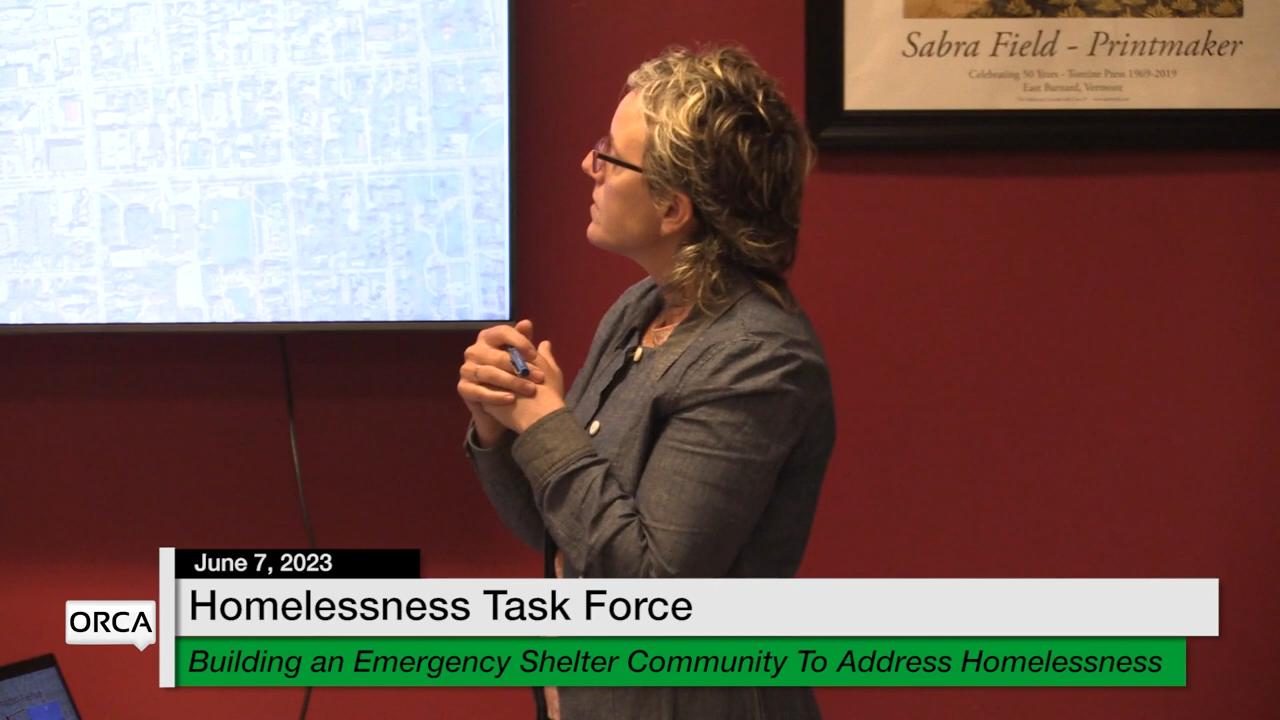 Sabra Field - Printmaker
Celebrating 50 Years - Tontine Press 1969-2019
East Barnard, Vermont
June 7, 2023
Homelessness Task Force
ORCA
Building an Emergency Shelter Community To Address Homelessness